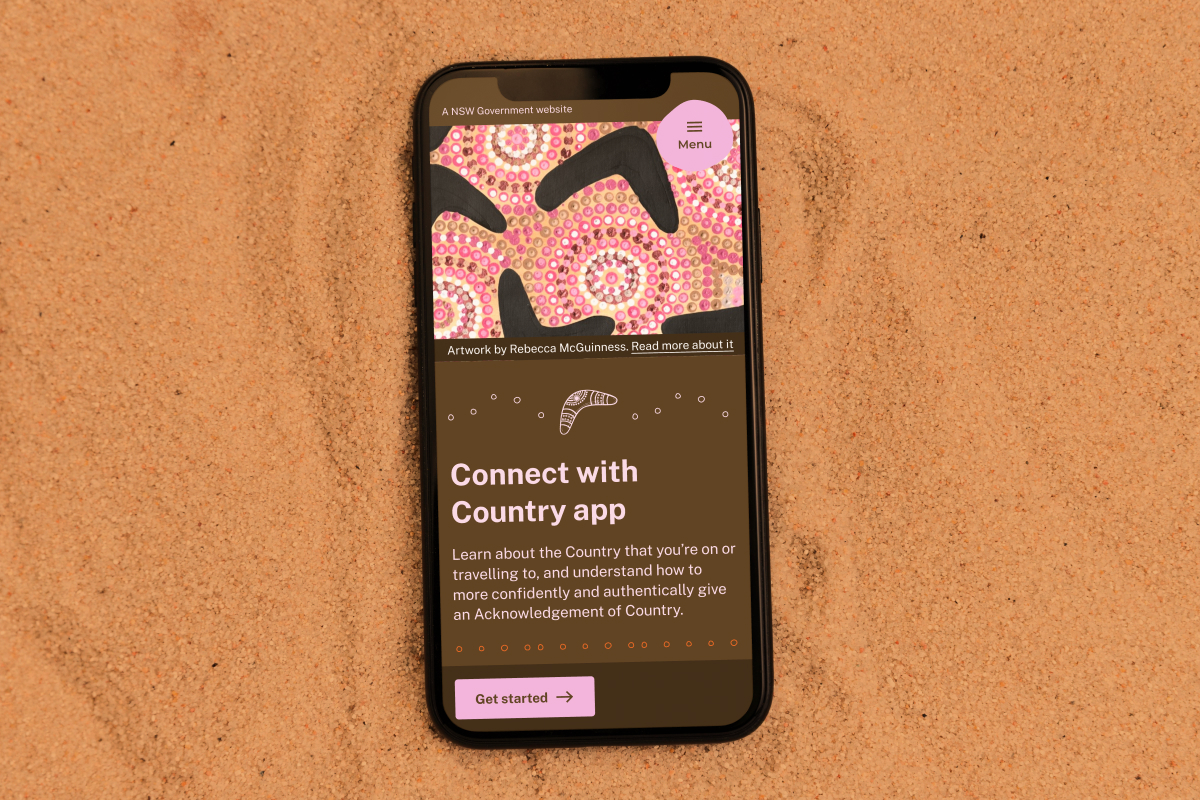 A NSW Government website
Menu
Artwork by Rebecca McGuinness. Read more about it
Connect with
Country app
Learn about the Country that you're on or
travelling to, and understand how to
more confidently and authentically give
an Acknowledgement of Country.
Get started